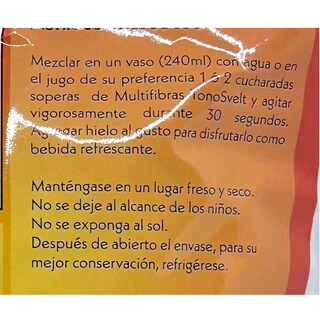 Mezclar en un vaso (240ml) con agua o en
el jugo de su preferencia 1 ó 2 cucharadas
soperas de Multifibras TonoSvelt y agitar
vigorosamente durante 30 segundos.
Agregar hielo al gusto para disfrutarlo como
bebida refrescante.
Manténgase en un lugar freso y seco.
No se deje al alcance de los niños.
No se exponga al sol.
Después de abierto el envase, para su
mejor conservación, refrigérese.